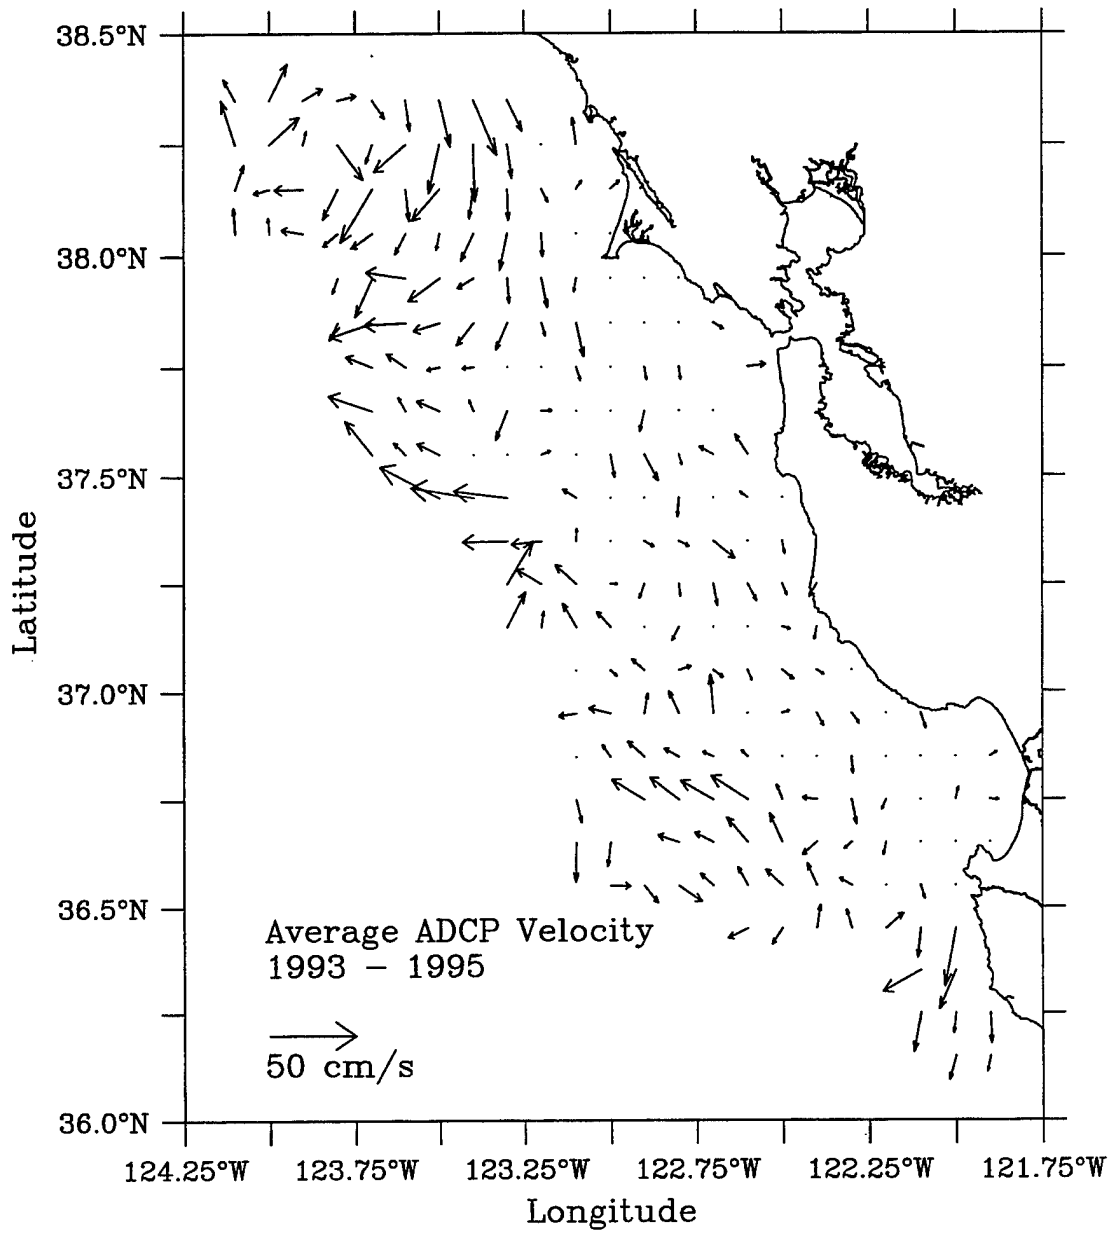 38.5°N
38.0°N
37.5°N
37.0°N
36.5°N
36.0°N
Latitude
Average ADCP Velocity
1993 – 1995
50 cm/s
124.25°W 123.75°W 123.25°W 122.75°W 122.25°W 121.75°W
Longitude